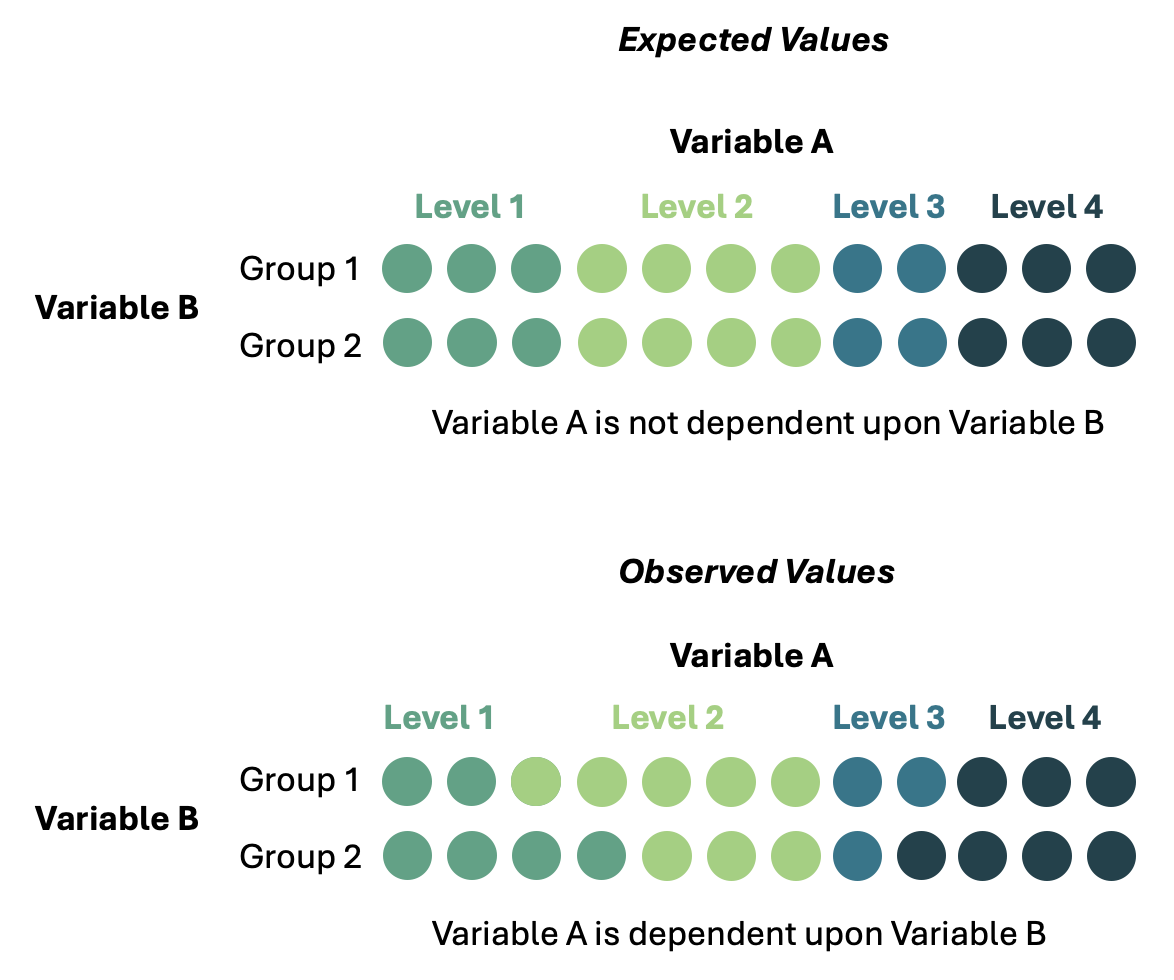 Expected Values
Variable A
Level 1 Level 2 Level 3 Level 4
Group 1
Variable B
Group 2
Variable A is not dependent upon Variable B
Observed Values
Variable A
Level 1 Level 2 Level 3 Level 4
Group 1
Variable B
Group 2
Variable A is dependent upon Variable B